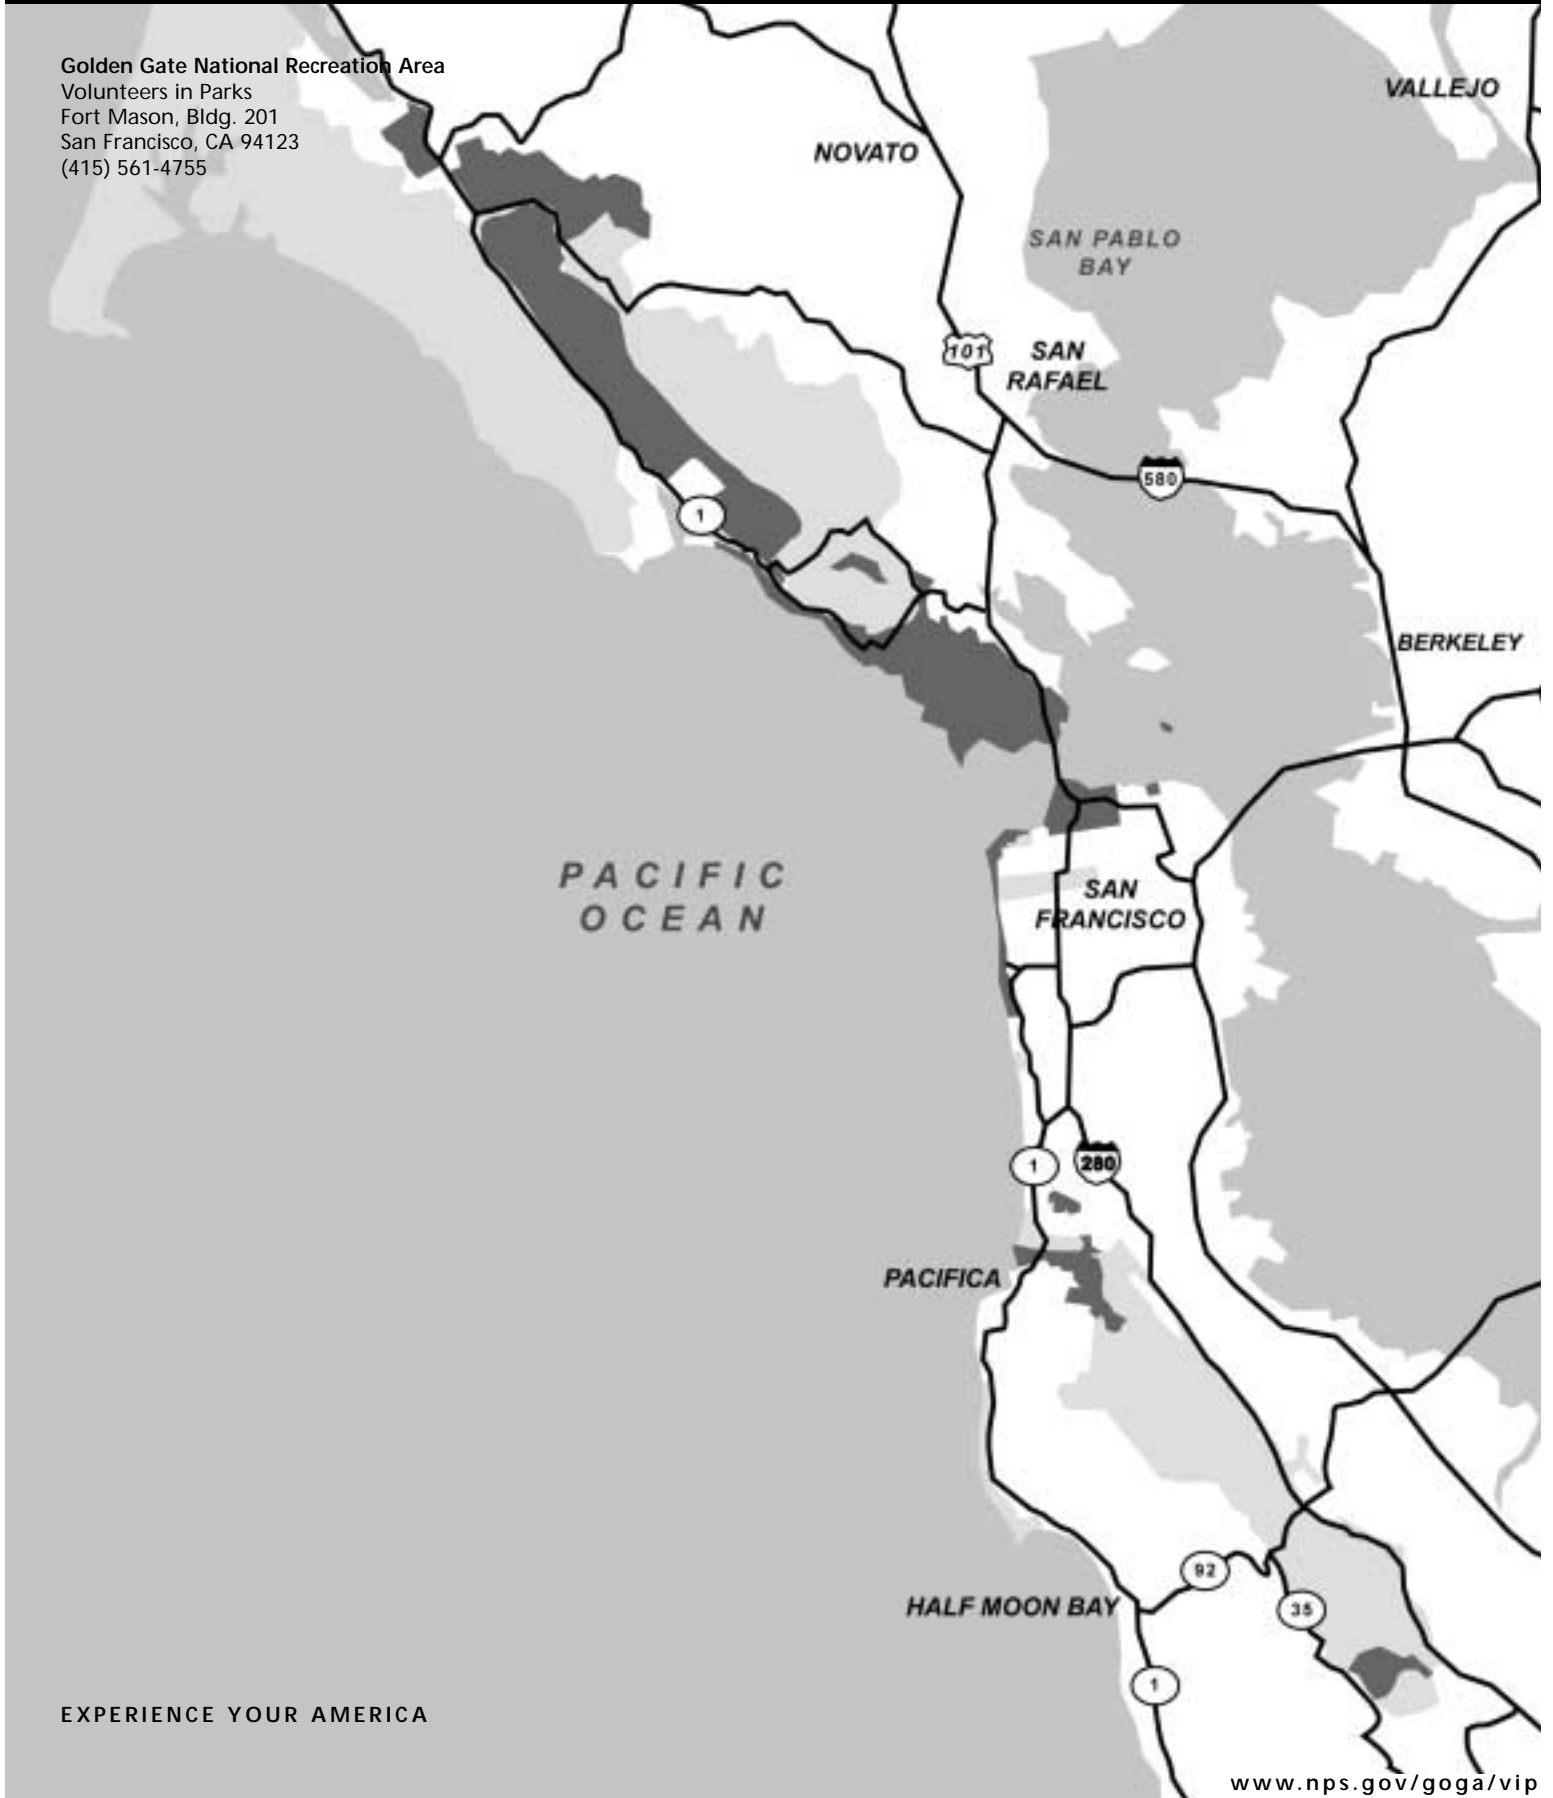 Golden Gate National Recreation Area
Volunteers in Parks
Fort Mason, Bldg. 201
San Francisco, CA 94123
(415) 561-4755
VALLEJO
NOVATO
SAN PABLO
BAY
101
SAN
RAFAEL
580
1
BERKELEY
PACIFIC
OCEAN
SAN
FRANCISCO
1
280
PACIFICA
92
HALF MOON BAY
35
1
EXPERIENCE YOUR AMERICA
www.nps.gov/goga/vip